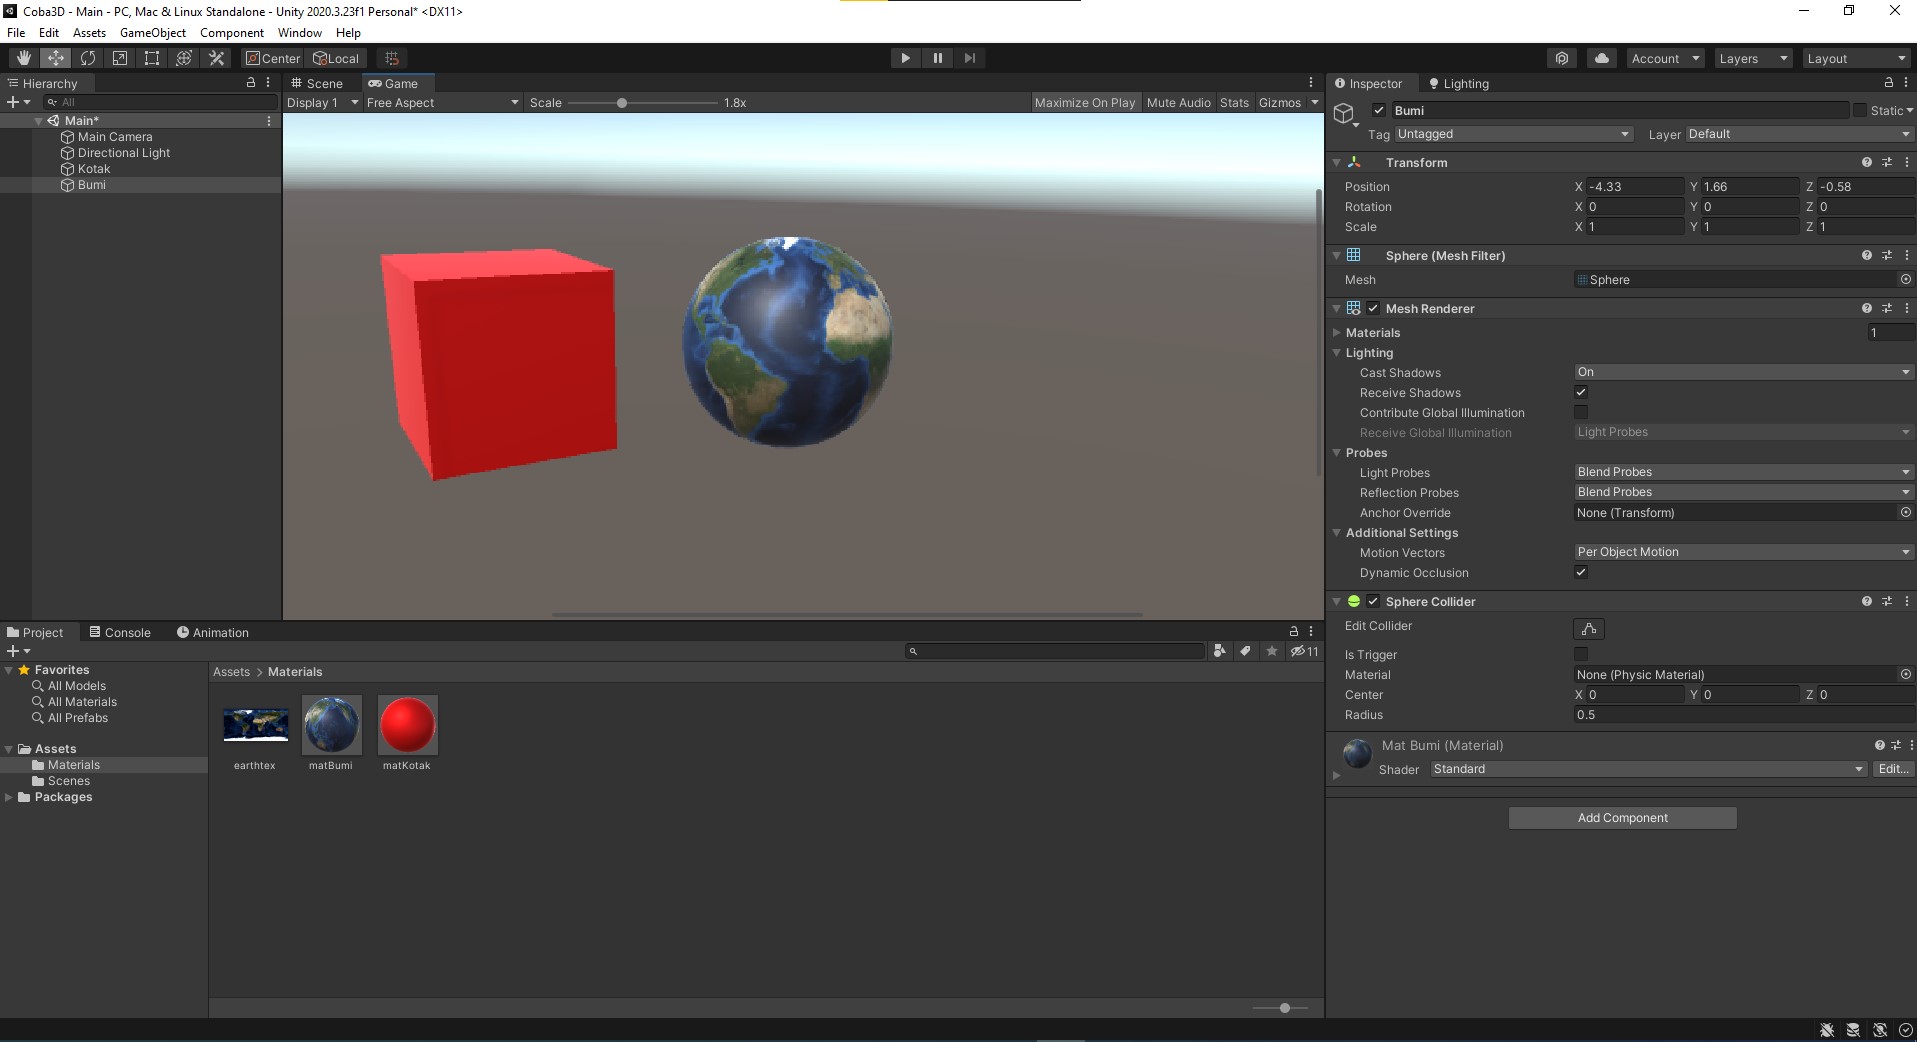 Coba3D - Main - PC, Mac & Linux Standalone - Unity 2020.3.23f1 Personal* <DX11>
File Edit Assets GameObject Component Window Help
Center Local Account Layers Layout
Hierarchy
All
Main*
Main Camera
Directional Light
Kotak
Bumi
Scene Game
Display 1 Free Aspect Scale 1.8x Maximize On Play Mute Audio Stats Gizmos
Inspector Lighting
Bumi Static
Tag Untagged Layer Default
Transform
Position X -4.33 Y 1.66 Z -0.58
Rotation X 0 Y 0 Z 0
Scale X 1 Y 1 Z 1
Sphere (Mesh Filter)
Mesh Sphere
Mesh Renderer
Materials 1
Lighting
Cast Shadows On
Receive Shadows
Contribute Global Illumination
Receive Global Illumination Light Probes
Probes
Light Probes Blend Probes
Reflection Probes Blend Probes
Anchor Override None (Transform)
Additional Settings
Motion Vectors Per Object Motion
Dynamic Occlusion
Sphere Collider
Edit Collider
Is Trigger
Material None (Physic Material)
Center X 0 Y 0 Z 0
Radius 0.5
Mat Bumi (Material)
Shader Standard Edit...
Add Component
Project Console Animation
11
Favorites
All Models
All Materials
All Prefabs
Assets
Materials
Scenes
Packages
Assets > Materials
earthtex matBumi matKotak